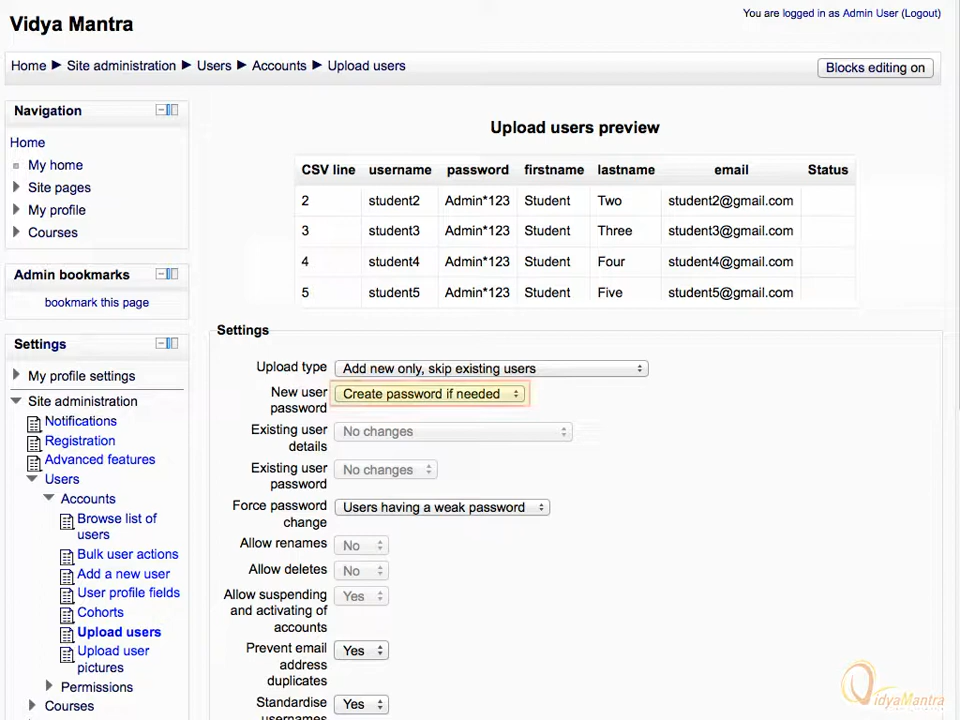 Vidya Mantra
You are logged in as Admin User (Logout)
Home ► Site administration ► Users ► Accounts ► Upload users
Blocks editing on
Navigation
Home
My home
Site pages
My profile
Courses
Admin bookmarks
bookmark this page
Settings
My profile settings
Site administration
Notifications
Registration
Advanced features
Users
Accounts
Browse list of
users
Bulk user actions
Add a new user
User profile fields
Cohorts
Upload users
Upload user
pictures
Permissions
Courses
Upload users preview
CSV line username password firstname lastname email Status
2 student2 Admin*123 Student Two student2@gmail.com
3 student3 Admin*123 Student Three student3@gmail.com
4 student4 Admin*123 Student Four student4@gmail.com
5 student5 Admin*123 Student Five student5@gmail.com
Settings
Upload type Add new only, skip existing users
New user
password Create password if needed
Existing user
details No changes
Existing user
password No changes
Force password
change Users having a weak password
Allow renames No
Allow deletes No
Allow suspending
and activating of
accounts Yes
Prevent email
address
duplicates Yes
Standardise
usernames Yes
VidyaMantra